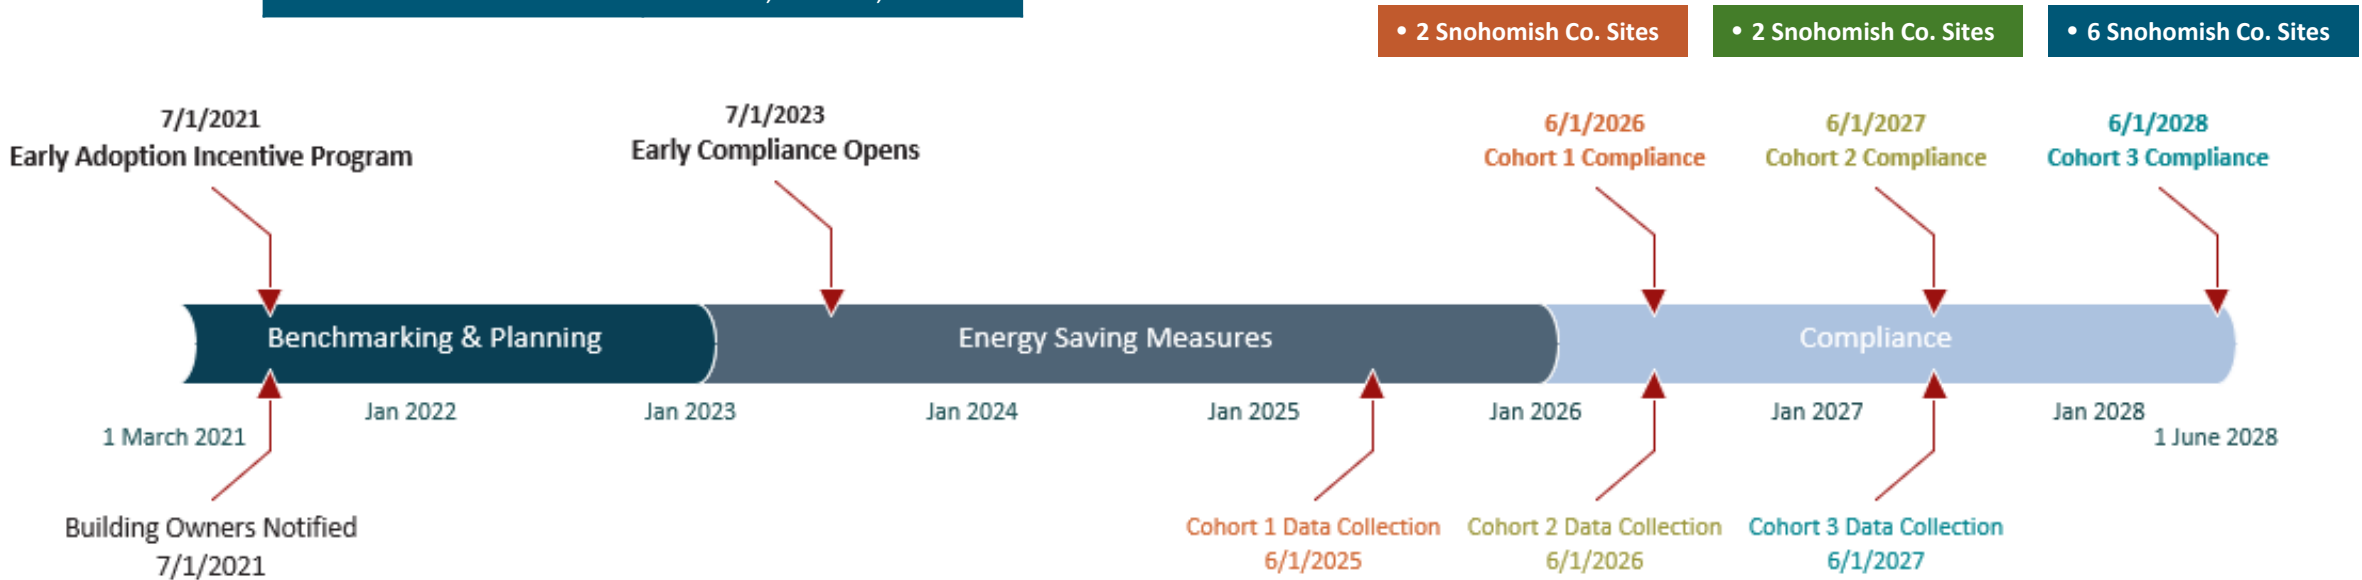 • 2 Snohomish Co. Sites
• 2 Snohomish Co. Sites
• 6 Snohomish Co. Sites
7/1/2021
Early Adoption Incentive Program
7/1/2023
Early Compliance Opens
6/1/2026
Cohort 1 Compliance
6/1/2027
Cohort 2 Compliance
6/1/2028
Cohort 3 Compliance
Benchmarking & Planning
Energy Saving Measures
Compliance
1 March 2021
Jan 2022
Jan 2023
Jan 2024
Jan 2025
Jan 2026
Jan 2027
Jan 2028
1 June 2028
Building Owners Notified
7/1/2021
Cohort 1 Data Collection
6/1/2025
Cohort 2 Data Collection
6/1/2026
Cohort 3 Data Collection
6/1/2027